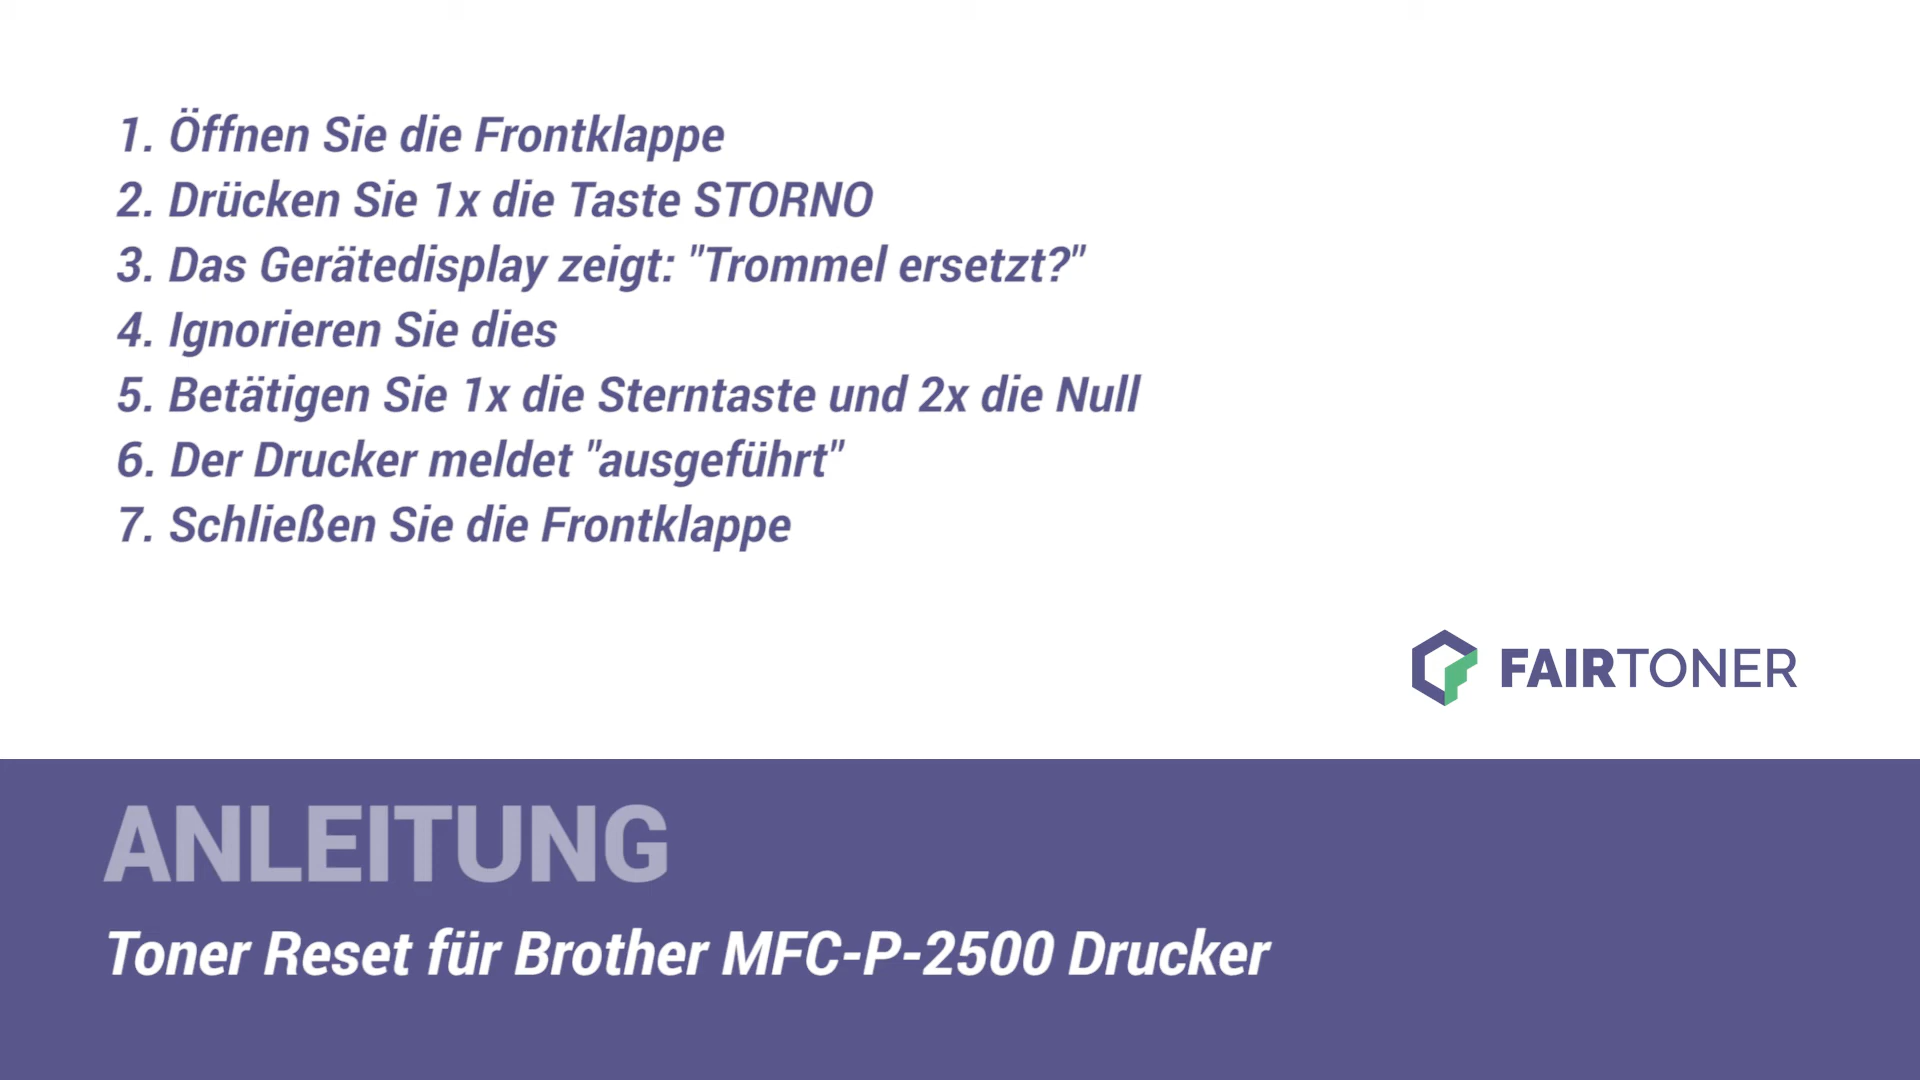 1. Öffnen Sie die Frontklappe
2. Drücken Sie 1x die Taste STORNO
3. Das Gerätedisplay zeigt: "Trommel ersetzt?"
4. Ignorieren Sie dies
5. Betätigen Sie 1x die Sterntaste und 2x die Null
6. Der Drucker meldet "ausgeführt"
7. Schließen Sie die Frontklappe
FAIRTONER
ANLEITUNG
Toner Reset für Brother MFC-P-2500 Drucker